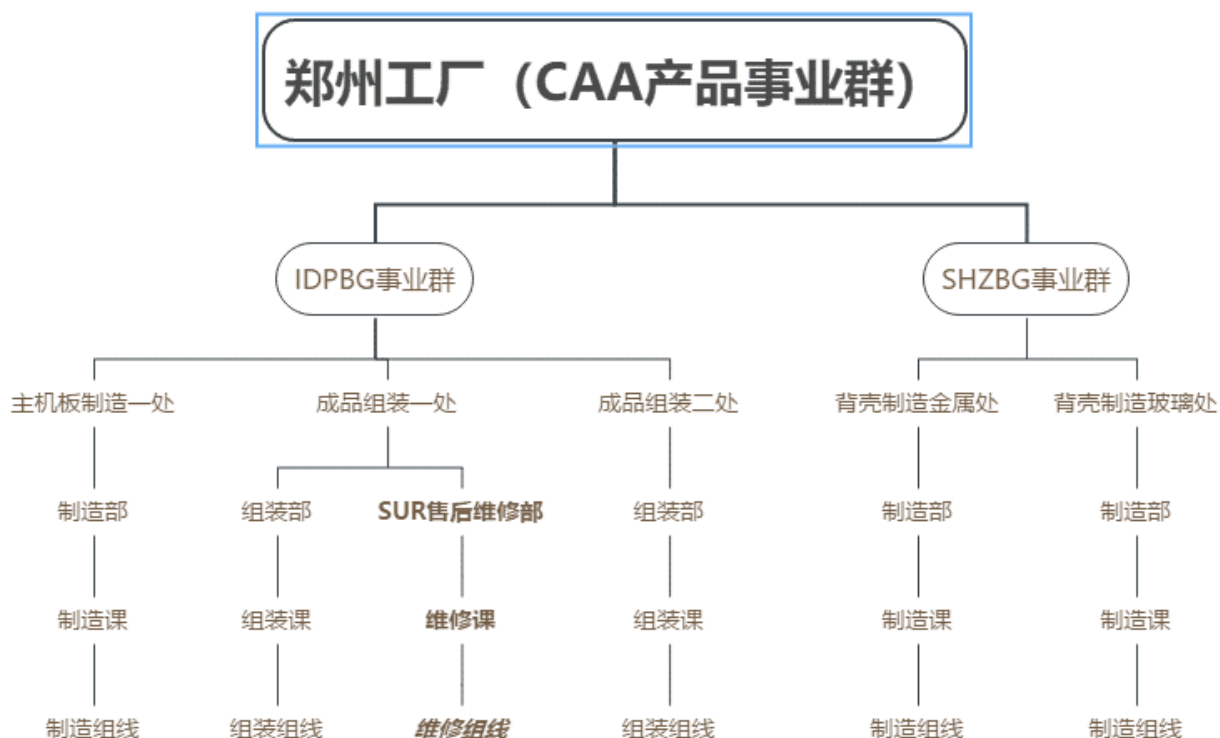 郑州工厂（CAA产品事业群）
IDPBG事业群
SHZBG事业群
主机板制造一处
成品组装一处
成品组装二处
背壳制造金属处
背壳制造玻璃处
制造部
组装部
SUR售后维修部
组装部
制造部
制造部
制造课
组装课
维修课
组装课
制造课
制造课
制造组线
组装组线
维修组线
组装组线
制造组线
制造组线